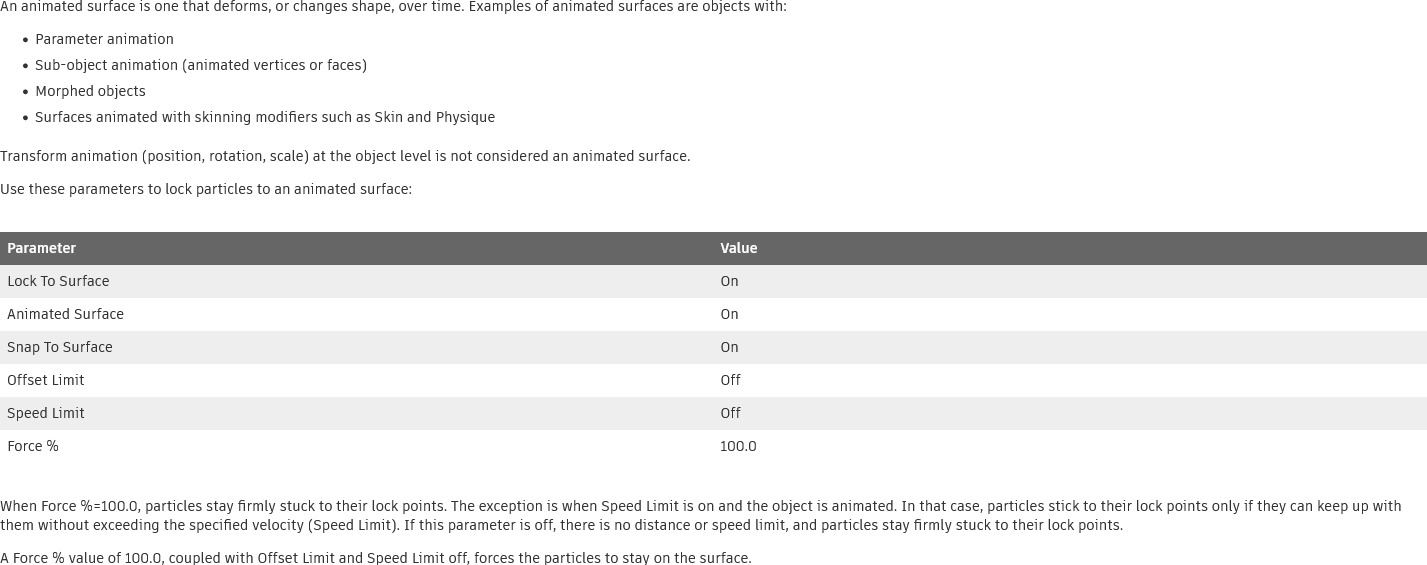 An animated surface is one that deforms, or changes shape, over time. Examples of animated surfaces are objects with:
• Parameter animation
• Sub-object animation (animated vertices or faces)
• Morphed objects
• Surfaces animated with skinning modifiers such as Skin and Physique
Transform animation (position, rotation, scale) at the object level is not considered an animated surface.
Use these parameters to lock particles to an animated surface:
Parameter Value
Lock To Surface On
Animated Surface On
Snap To Surface On
Offset Limit Off
Speed Limit Off
Force % 100.0
When Force %=100.0, particles stay firmly stuck to their lock points. The exception is when Speed Limit is on and the object is animated. In that case, particles stick to their lock points only if they can keep up with
them without exceeding the specified velocity (Speed Limit). If this parameter is off, there is no distance or speed limit, and particles stay firmly stuck to their lock points.
A Force % value of 100.0, coupled with Offset Limit and Speed Limit off, forces the particles to stay on the surface.